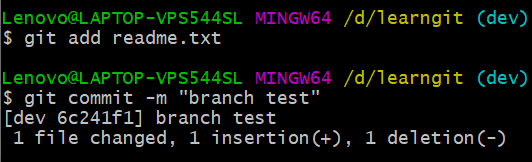 Lenovo@LAPTOP-VPS544SL MINGW64 /d/learngit (dev)
$ git add readme.txt
Lenovo@LAPTOP-VPS544SL MINGW64 /d/learngit (dev)
$ git commit -m "branch test"
[dev 6c241f1] branch test
1 file changed, 1 insertion(+), 1 deletion(-)